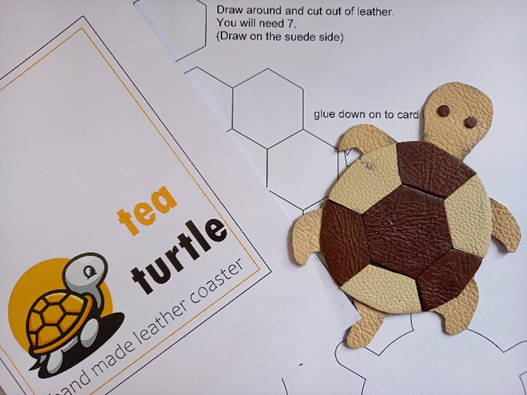 Draw around and cut out of leather.
You will need 7.
(Draw on the suede side)
glue down on to card
tea
turtle
hand made leather coaster